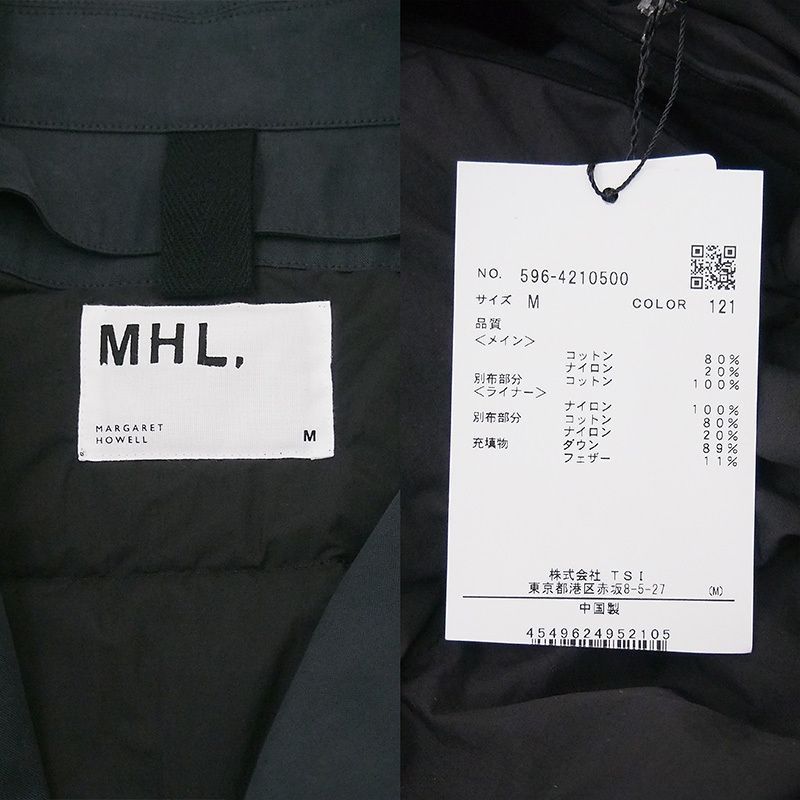 MHL.
MARGARET
HOWELL
M
NO. 596-4210500
サイズ M COLOR 121
品質
<メイン>
コットン 80%
ナイロン 20%
別布部分 コットン 100%
<ライナー>
ナイロン 100%
別布部分 コットン 80%
ナイロン 20%
充填物 ダウン 89%
フェザー 11%
株式会社 TSI
東京都港区赤坂8-5-27 (M)
中国製
4549624952105